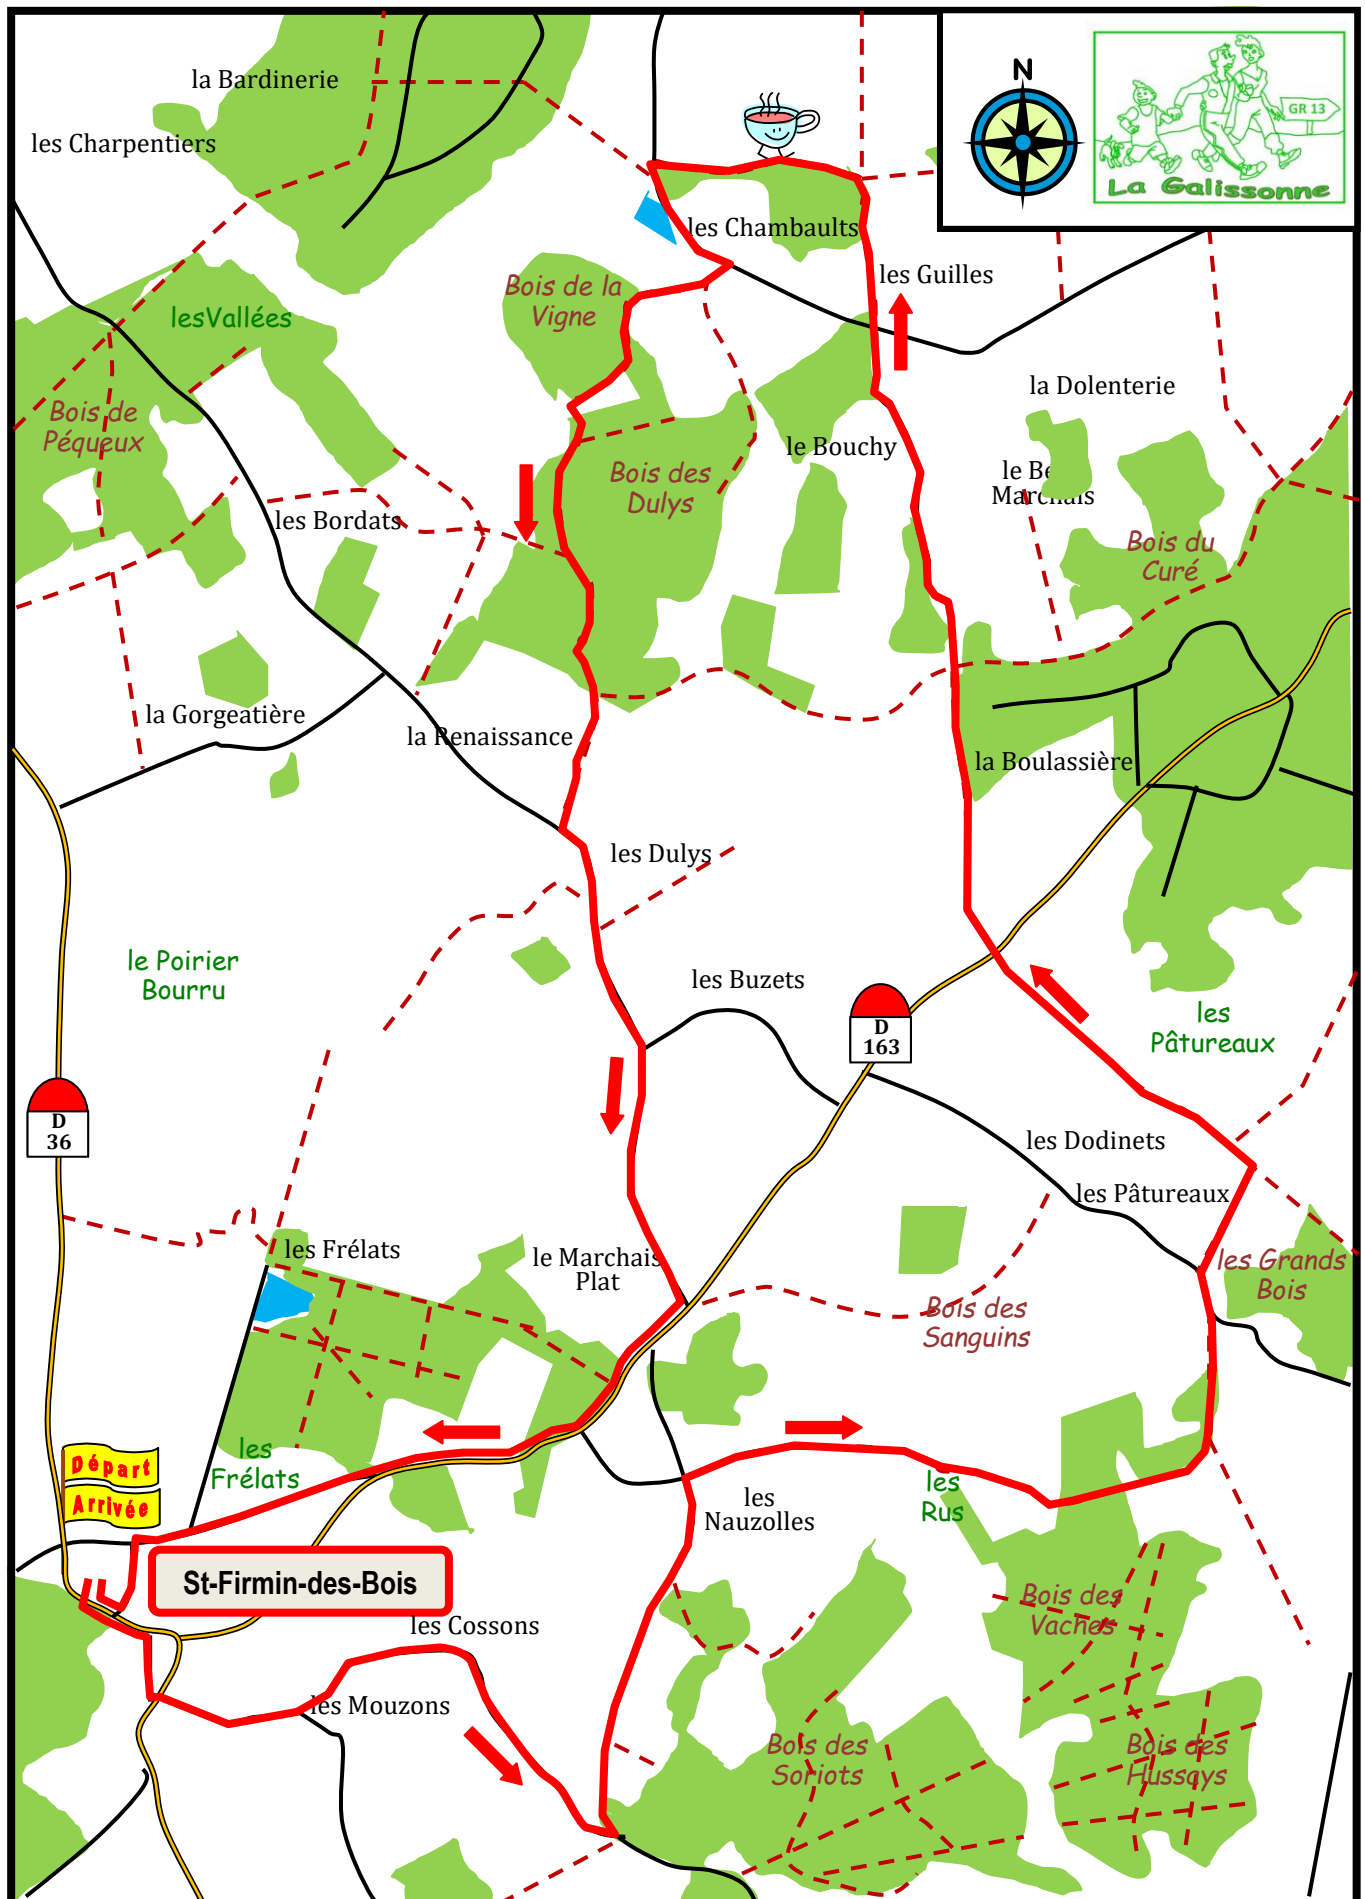 N
GR 13
La Galissonne
la Bardinerie
les Charpentiers
les Chambaults
les Guilles
Bois de la
Vigne
lesVallées
la Dolenterie
Bois de
Péqueux
le Bouchy
Bois des
Dulys
le Be
Marchais
les Bordats
Bois du
Curé
la Gorgeatière
la Renaissance
la Boulassière
les Dulys
le Poirier
Bourru
les Buzets
les
Pâtureaux
D
163
D
36
les Dodinets
les Pâtureaux
les Frélats
le Marchais
Plat
les Grands
Bois
Bois des
Sanguins
les
Frélats
Départ
Arrivée
les
Rus
les
Nauzolles
St-Firmin-des-Bois
Bois des
Vaches
les Cossons
les Mouzons
Bois des
Soriots
Bois des
Hussays